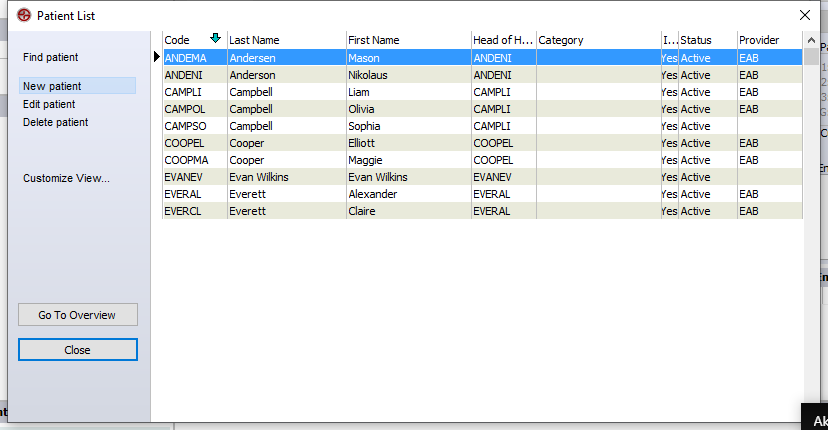 Patient List
Find patient
New patient
Edit patient
Delete patient
Customize View...
Go To Overview
Close
Code Last Name First Name Head of H... Category I... Status Provider
ANDEMA Andersen Mason ANDENI Yes Active EAB
ANDENI Anderson Nikolaus ANDENI Yes Active EAB
CAMPLI Campbell Liam CAMPLI Yes Active EAB
CAMPOL Campbell Olivia CAMPLI Yes Active EAB
CAMPSO Campbell Sophia CAMPLI Yes Active
COOPEL Cooper Elliott COOPEL Yes Active EAB
COOPMA Cooper Maggie COOPEL Yes Active EAB
EVANEV Evan Wilkins Evan Wilkins EVANEV Yes Active
EVERAL Everett Alexander EVERAL Yes Active EAB
EVERCL Everett Claire EVERAL Yes Active EAB
Ak